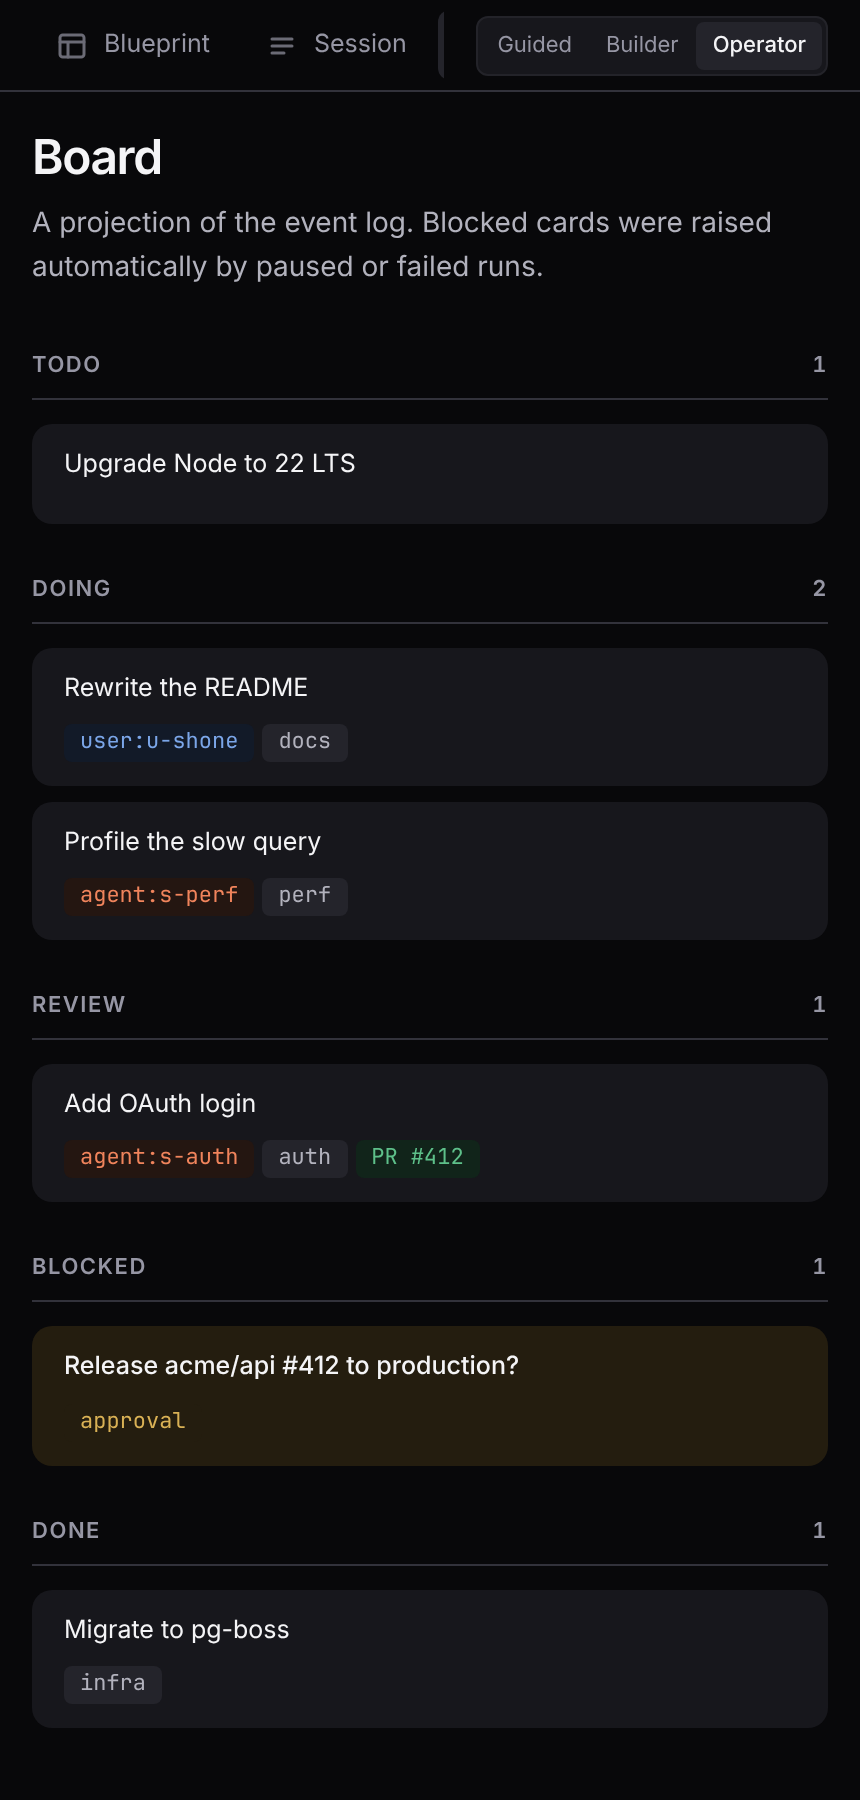 Blueprint Session Guided Builder Operator
Board
A projection of the event log. Blocked cards were raised
automatically by paused or failed runs.
TODO 1
Upgrade Node to 22 LTS
DOING 2
Rewrite the README
user:u-shone docs
Profile the slow query
agent:s-perf perf
REVIEW 1
Add OAuth login
agent:s-auth auth PR #412
BLOCKED 1
Release acme/api #412 to production?
approval
DONE 1
Migrate to pg-boss
infra